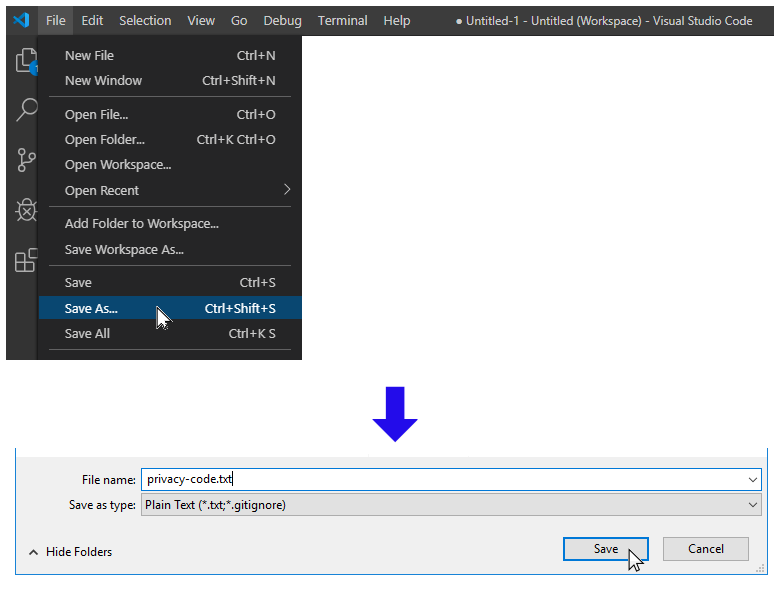 File Edit Selection View Go Debug Terminal Help ● Untitled-1 - Untitled (Workspace) - Visual Studio Code
New File Ctrl+N
New Window Ctrl+Shift+N
Open File... Ctrl+O
Open Folder... Ctrl+K Ctrl+O
Open Workspace...
Open Recent
Add Folder to Workspace...
Save Workspace As...
Save Ctrl+S
Save As... Ctrl+Shift+S
Save All Ctrl+K S
File name: privacy-code.txt
Save as type: Plain Text (*.txt;*.gitignore)
Hide Folders Save Cancel